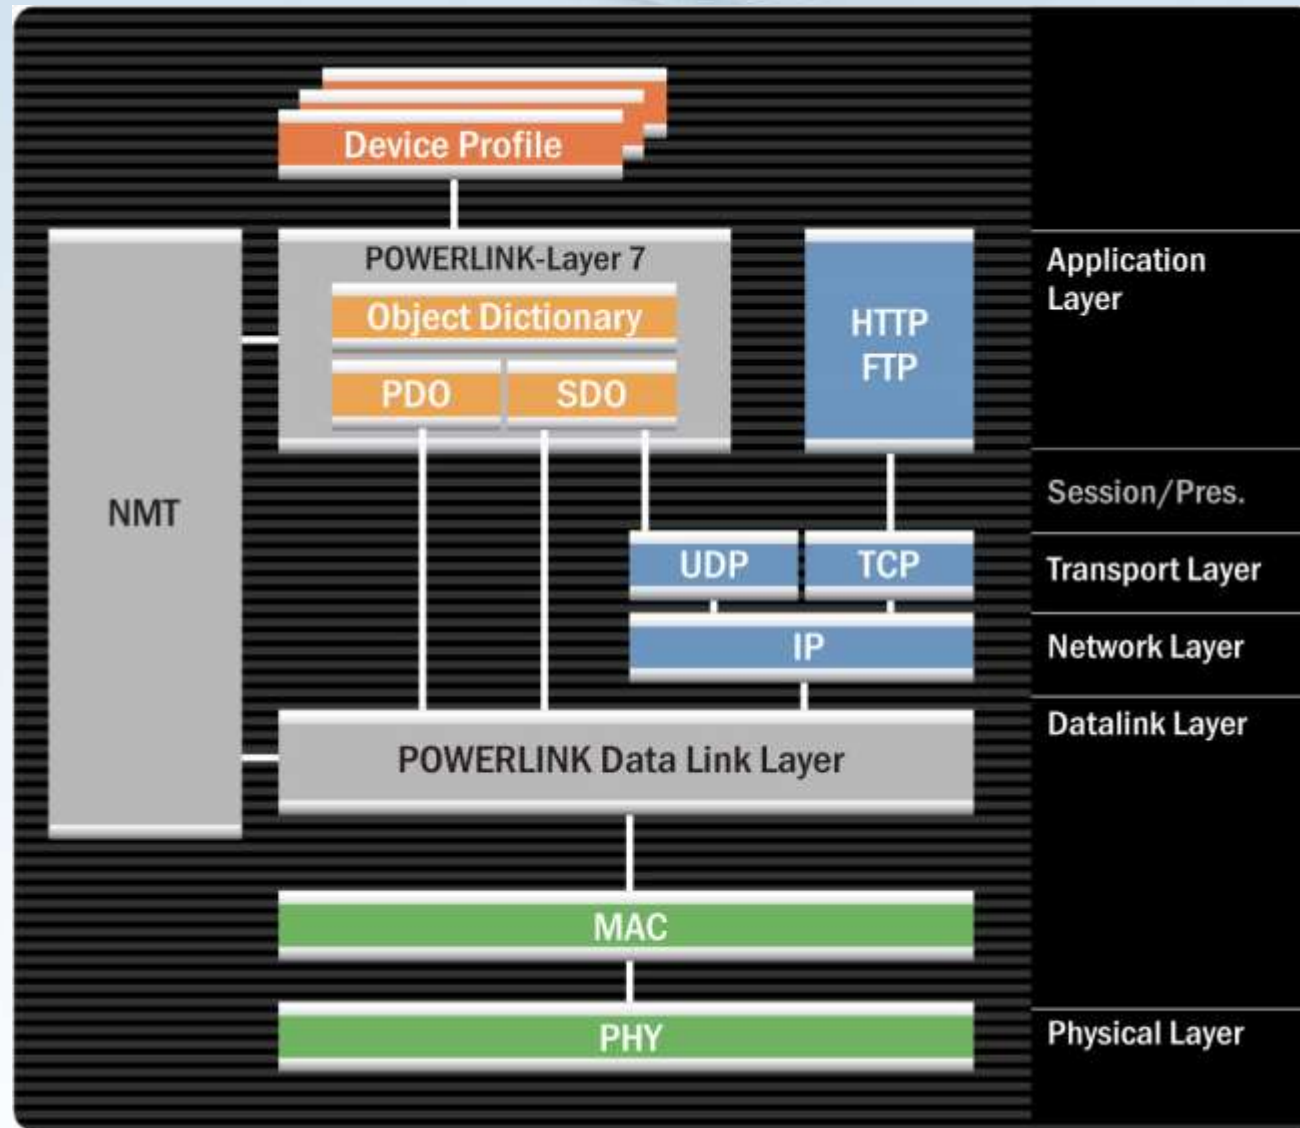 Device Profile
POWERLINK-Layer 7
Object Dictionary
PDO
SDO
HTTP
FTP
Application
Layer
NMT
Session/Pres.
UDP
TCP
Transport Layer
IP
Network Layer
Datalink Layer
POWERLINK Data Link Layer
MAC
PHY
Physical Layer